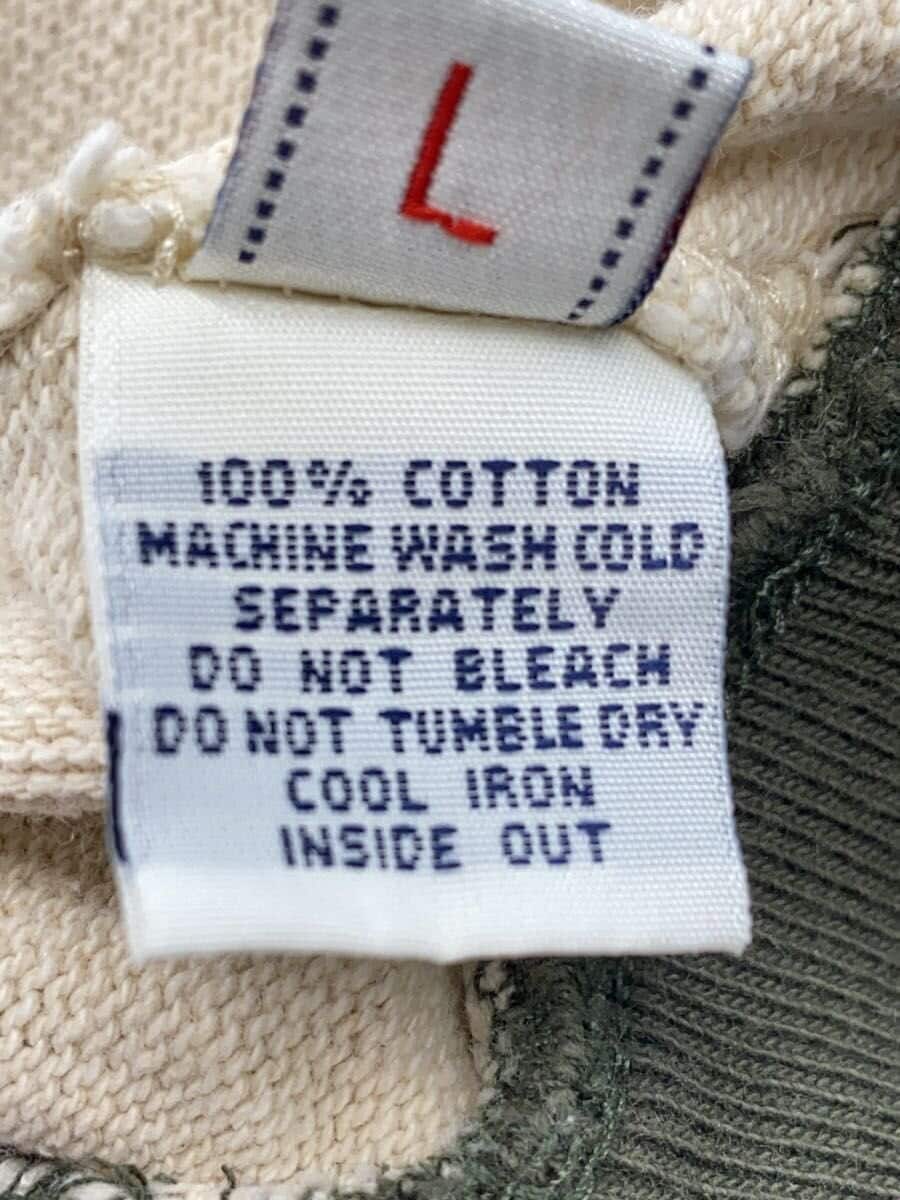 L
100% COTTON
MACHINE WASH COLD
SEPARATELY
DO NOT BLEACH
DO NOT TUMBLE DRY
COOL IRON
INSIDE OUT